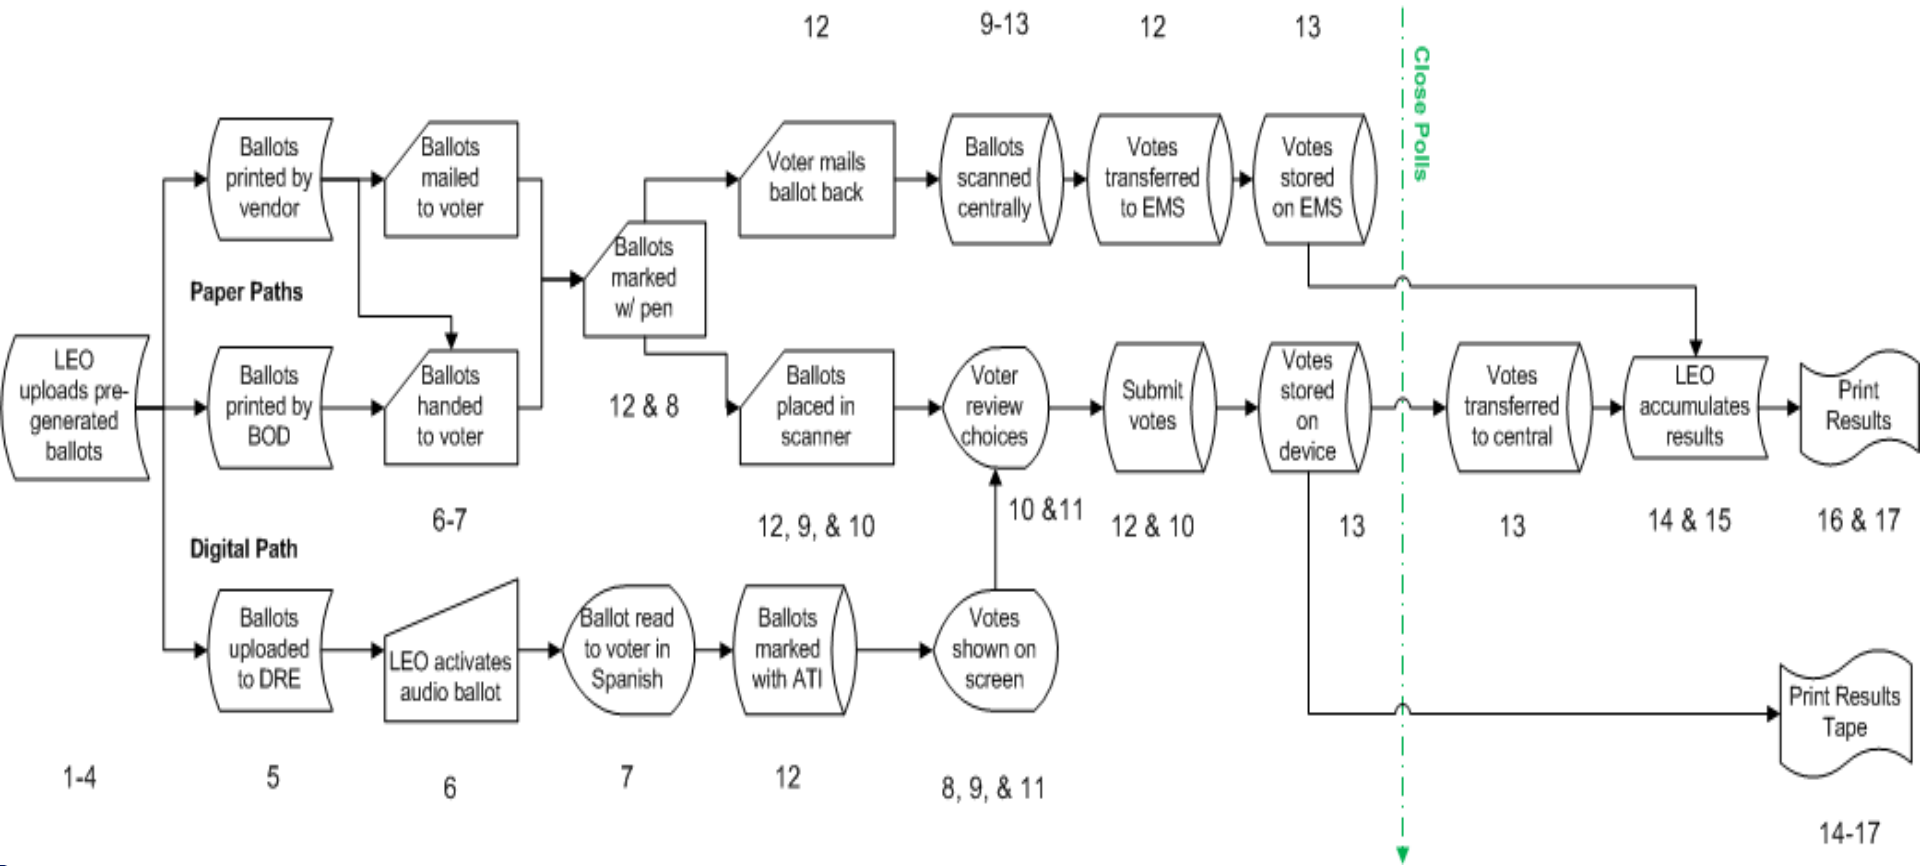 12
9-13
12
13
Close Polls
Ballots
printed by
vendor
Ballots
mailed
to voter
Voter mails
ballot back
Ballots
scanned
centrally
Votes
transferred
to EMS
Votes
stored
on EMS
Ballots
marked
w/ pen
Paper Paths
LEO
uploads pre-
generated
ballots
Ballots
printed by
BOD
Ballots
handed
to voter
12 & 8
Ballots
placed in
scanner
Voter
review
choices
Submit
votes
Votes
stored
on
device
Votes
transferred
to central
LEO
accumulates
results
Print
Results
6-7
12, 9, & 10
10 &11
12 & 10
13
13
14 & 15
16 & 17
Digital Path
Ballots
uploaded
to DRE
LEO activates
audio ballot
Ballot read
to voter in
Spanish
Ballots
marked
with ATI
Votes
shown on
screen
Print Results
Tape
1-4
5
6
7
12
8, 9, & 11
14-17